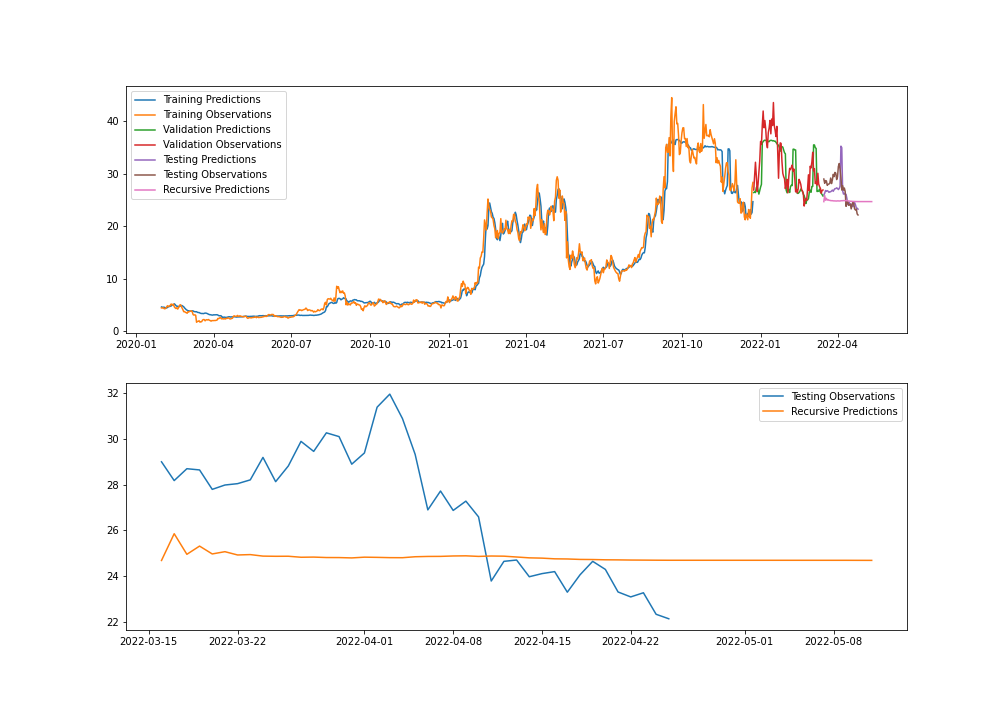 Training Predictions
Training Observations
Validation Predictions
Validation Observations
Testing Predictions
Testing Observations
Recursive Predictions
40
30
20
10
0
2020-01 2020-04 2020-07 2020-10 2021-01 2021-04 2021-07 2021-10 2022-01 2022-04
Testing Observations
Recursive Predictions
32
30
28
26
24
22
2022-03-15 2022-03-22 2022-04-01 2022-04-08 2022-04-15 2022-04-22 2022-05-01 2022-05-08